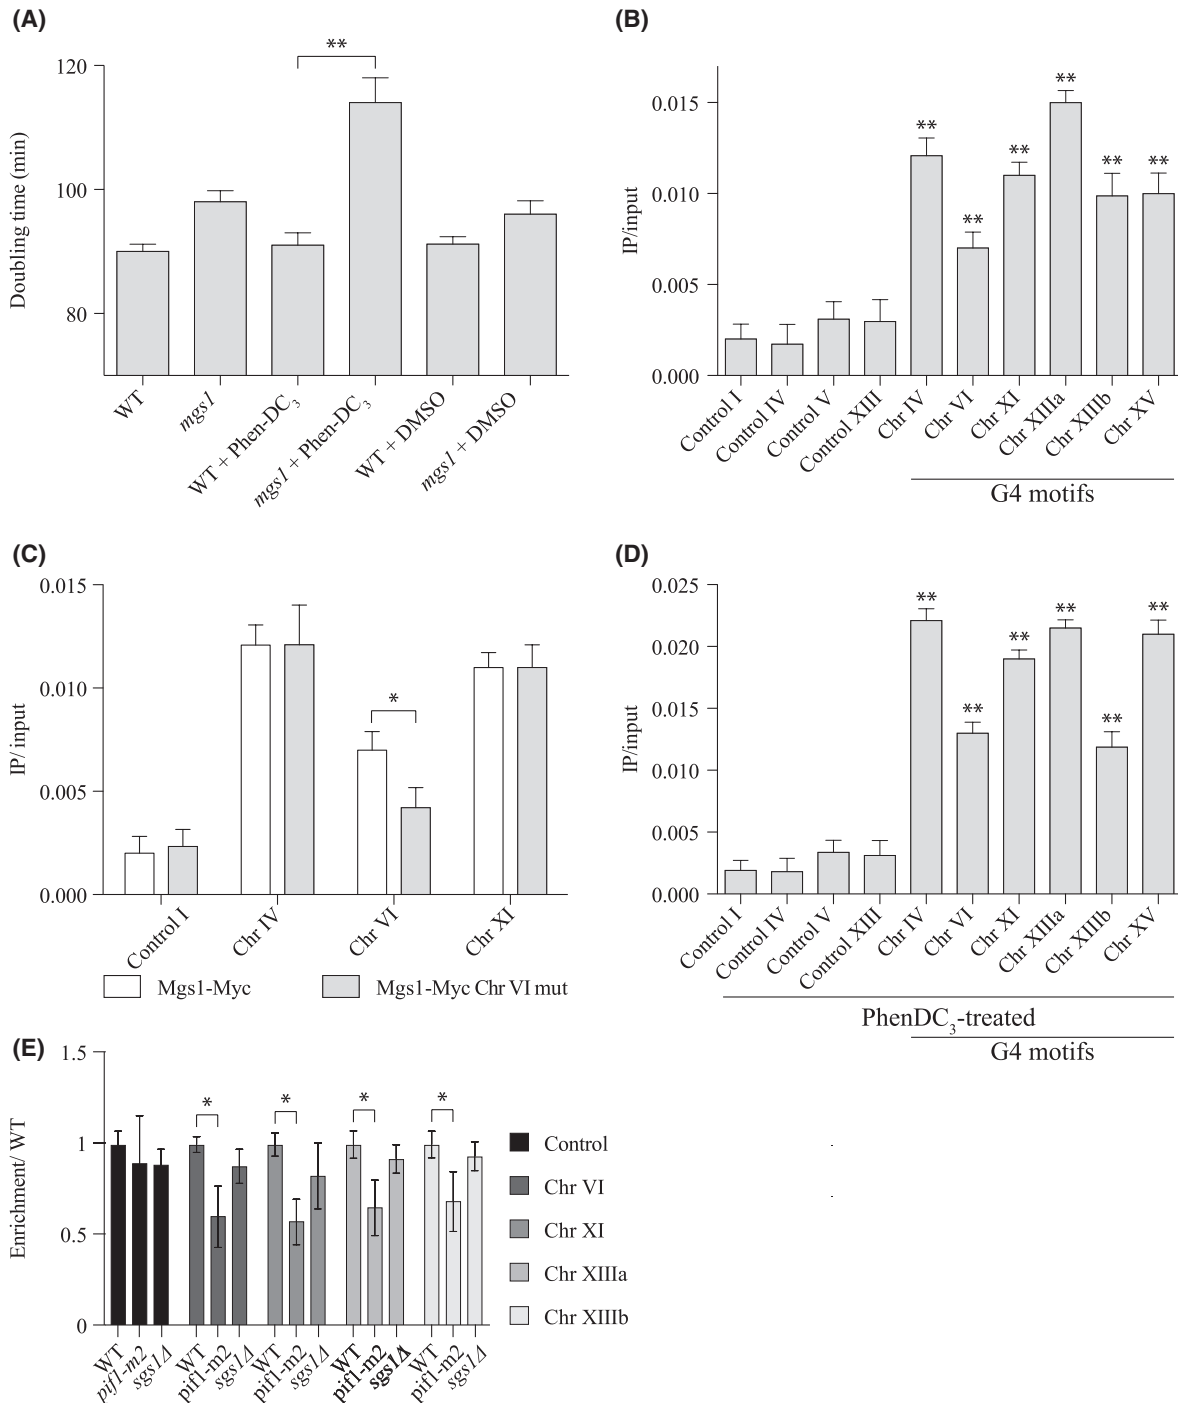 (A)
**
120
100
80
Doubling time (min)
WT
mgs1
WT + Phen-DC3
mgs1 + Phen-DC3
WT + DMSO
mgs1 + DMSO
(B)
0.015
0.010
0.005
0.000
IP/input
**
**
**
**
**
**
Control I
Control IV
Control V
Control XIII
Chr IV
Chr VI
Chr XI
Chr XIIIa
Chr XIIIb
Chr XV
G4 motifs
(C)
0.015
0.010
0.005
0.000
IP/ input
*
Control I
Chr IV
Chr VI
Chr XI
Mgs1-Myc
Mgs1-Myc Chr VI mut
(D)
0.025
0.020
0.015
0.010
0.005
0.000
IP/input
**
**
**
**
**
**
Control I
Control IV
Control V
Control XIII
Chr IV
Chr VI
Chr XI
Chr XIIIa
Chr XIIIb
Chr XV
PhenDC3-treated
G4 motifs
(E)
1.5
1
0.5
0
Enrichment/ WT
*
*
*
*
WT
pif1-m2
sgs1Δ
WT
pif1-m2
sgs1Δ
WT
pif1-m2
sgs1Δ
WT
pif1-m2
sgs1Δ
WT
pif1-m2
sgs1Δ
Control
Chr VI
Chr XI
Chr XIIIa
Chr XIIIb